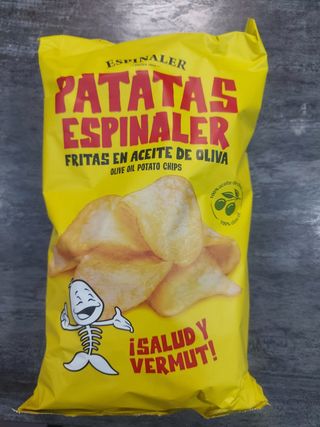 ESPINALER
PATATAS
ESPINALER
FRITAS EN ACEITE DE OLIVA
OLIVE OIL POTATO CHIPS
¡SALUD Y
VERMUT!